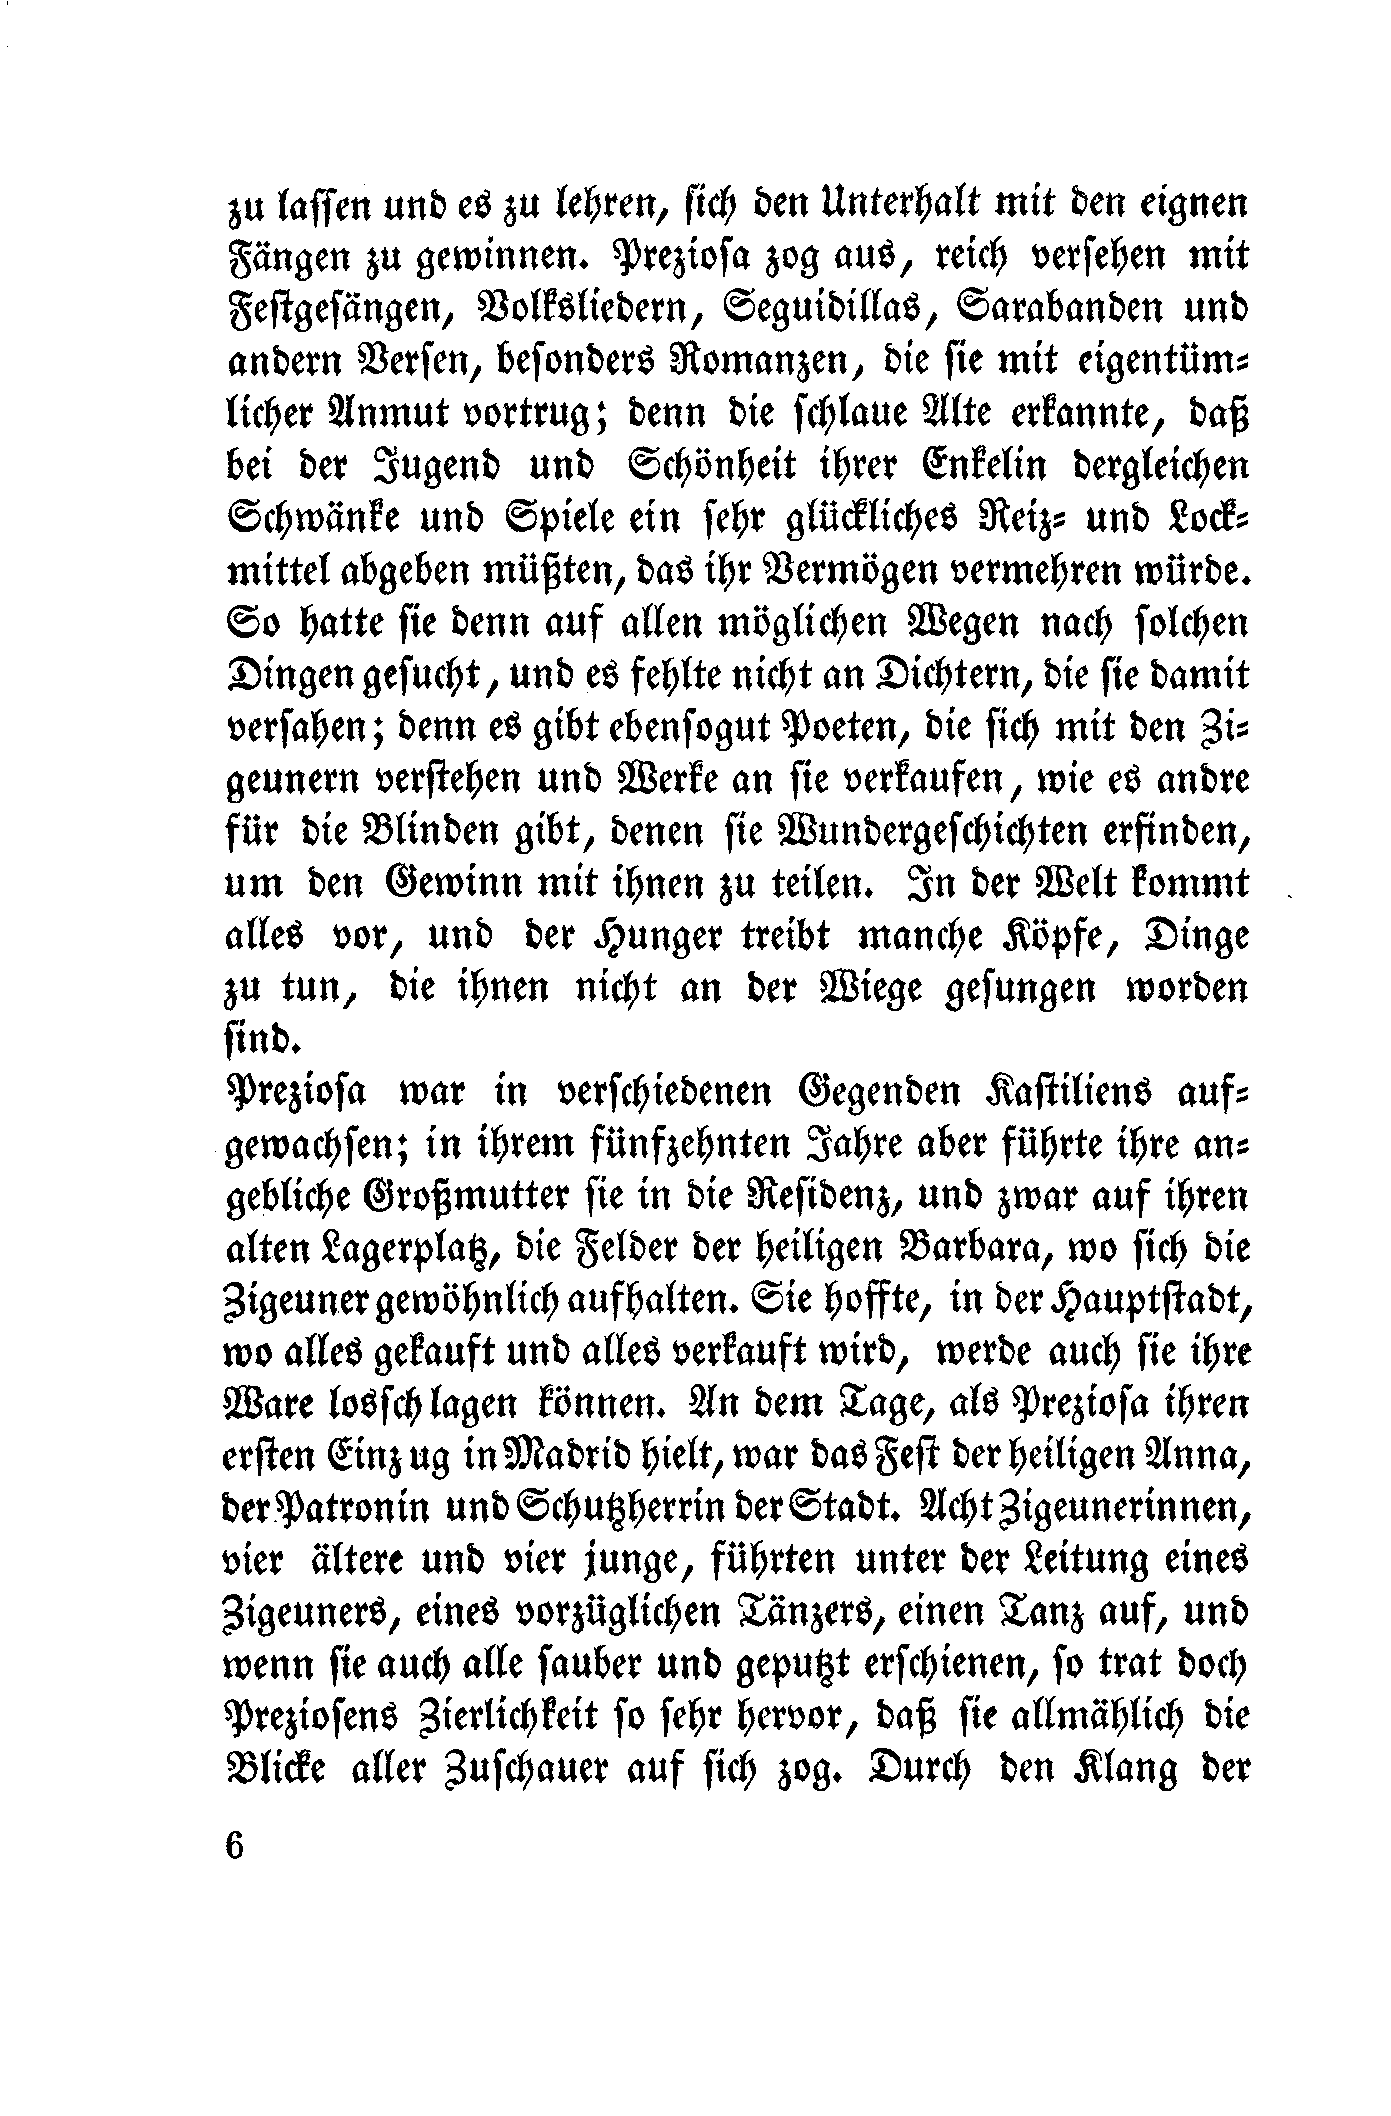 zu lassen und es zu lehren, sich den Unterhalt mit den eignen
Fängen zu gewinnen. Preziosa zog aus, reich versehen mit
Festgesängen, Volksliedern, Seguidillas, Sarabanden und
andern Versen, besonders Romanzen, die sie mit eigentüm-
licher Anmut vortrug; denn die schlaue Alte erkannte, daß
bei der Jugend und Schönheit ihrer Enkelin dergleichen
Schwänke und Spiele ein sehr glückliches Reiz- und Lock-
mittel abgeben müßten, das ihr Vermögen vermehren würde.
So hatte sie denn auf allen möglichen Wegen nach solchen
Dingen gesucht, und es fehlte nicht an Dichtern, die sie damit
versahen; denn es gibt ebensogut Poeten, die sich mit den Zi-
geunern verstehen und Werke an sie verkaufen, wie es andre
für die Blinden gibt, denen sie Wundergeschichten erfinden,
um den Gewinn mit ihnen zu teilen. In der Welt kommt
alles vor, und der Hunger treibt manche Köpfe, Dinge
zu tun, die ihnen nicht an der Wiege gesungen worden
sind.
Preziosa war in verschiedenen Gegenden Kastiliens auf-
gewachsen; in ihrem fünfzehnten Jahre aber führte ihre an-
gebliche Großmutter sie in die Residenz, und zwar auf ihren
alten Lagerplatz, die Felder der heiligen Barbara, wo sich die
Zigeuner gewöhnlich aufhalten. Sie hoffte, in der Hauptstadt,
wo alles gekauft und alles verkauft wird, werde auch sie ihre
Ware losschlagen können. An dem Tage, als Preziosa ihren
ersten Einzug in Madrid hielt, war das Fest der heiligen Anna,
der Patronin und Schutzherrin der Stadt. Acht Zigeunerinnen,
vier ältere und vier junge, führten unter der Leitung eines
Zigeuners, eines vorzüglichen Tänzers, einen Tanz auf, und
wenn sie auch alle sauber und geputzt erschienen, so trat doch
Preziosens Zierlichkeit so sehr hervor, daß sie allmählich die
Blicke aller Zuschauer auf sich zog. Durch den Klang der
6